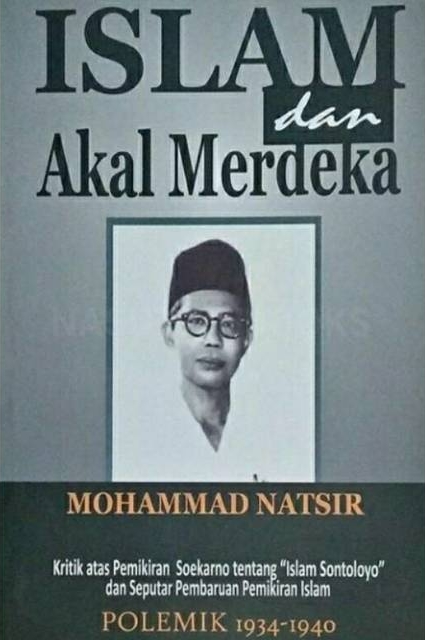 ISLAM
dan
Akal Merdeka
MOHAMMAD NATSIR
Kritik atas Pemikiran Soekarno tentang "Islam Sontoloyo"
dan Seputar Pembaruan Pemikiran Islam
POLEMIK 1934-1940